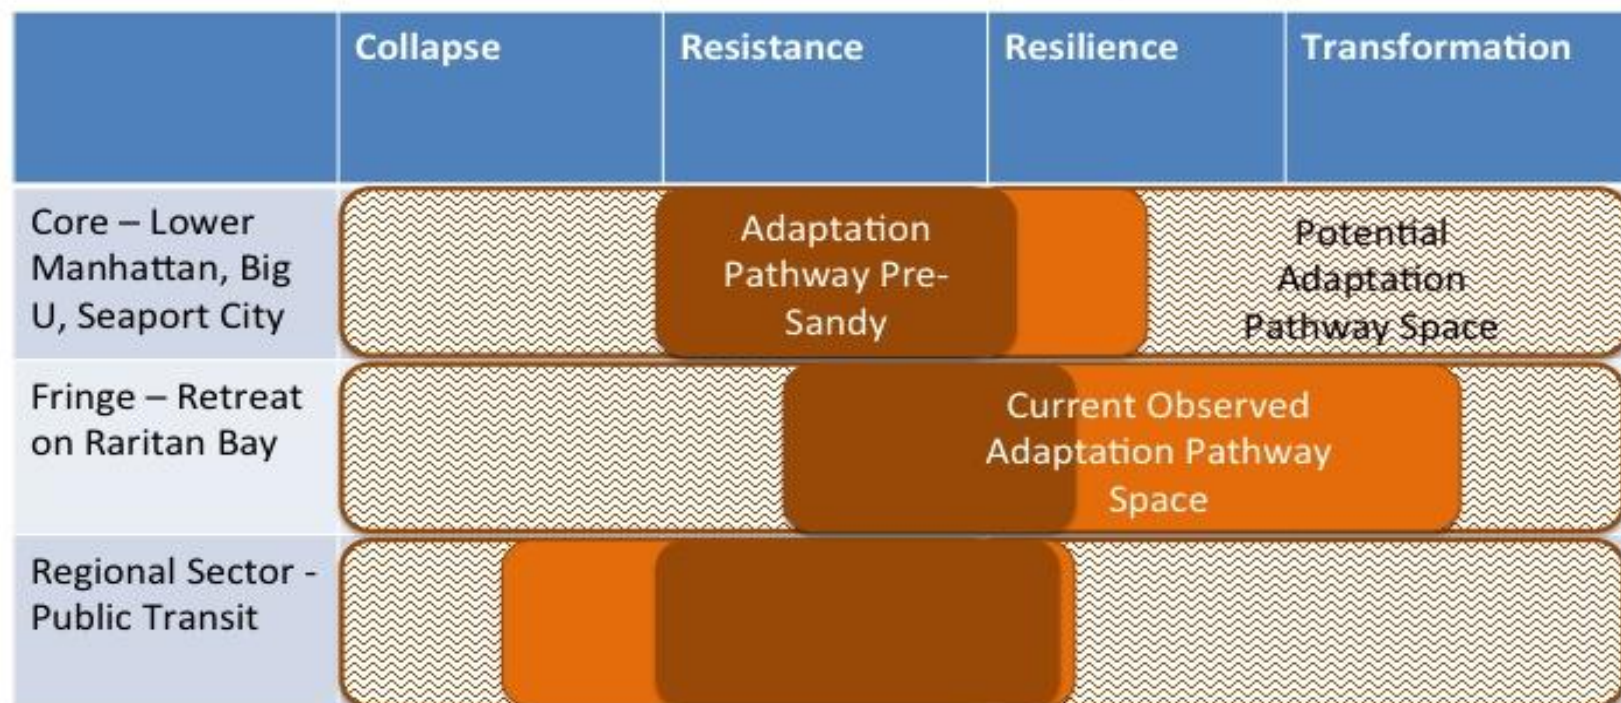 Collapse
Resistance
Resilience
Transformation
Core – Lower
Manhattan, Big
U, Seaport City
Adaptation
Pathway Pre-
Sandy
Potential
Adaptation
Pathway Space
Fringe – Retreat
on Raritan Bay
Current Observed
Adaptation Pathway
Space
Regional Sector -
Public Transit